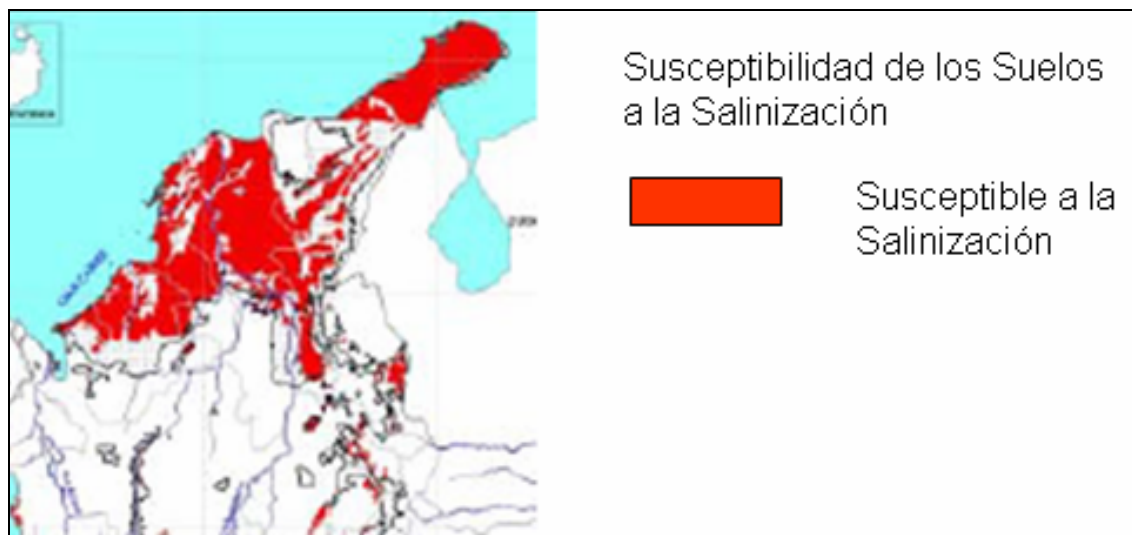 Susceptibilidad de los Suelos
a la Salinización
Susceptible a la
Salinización